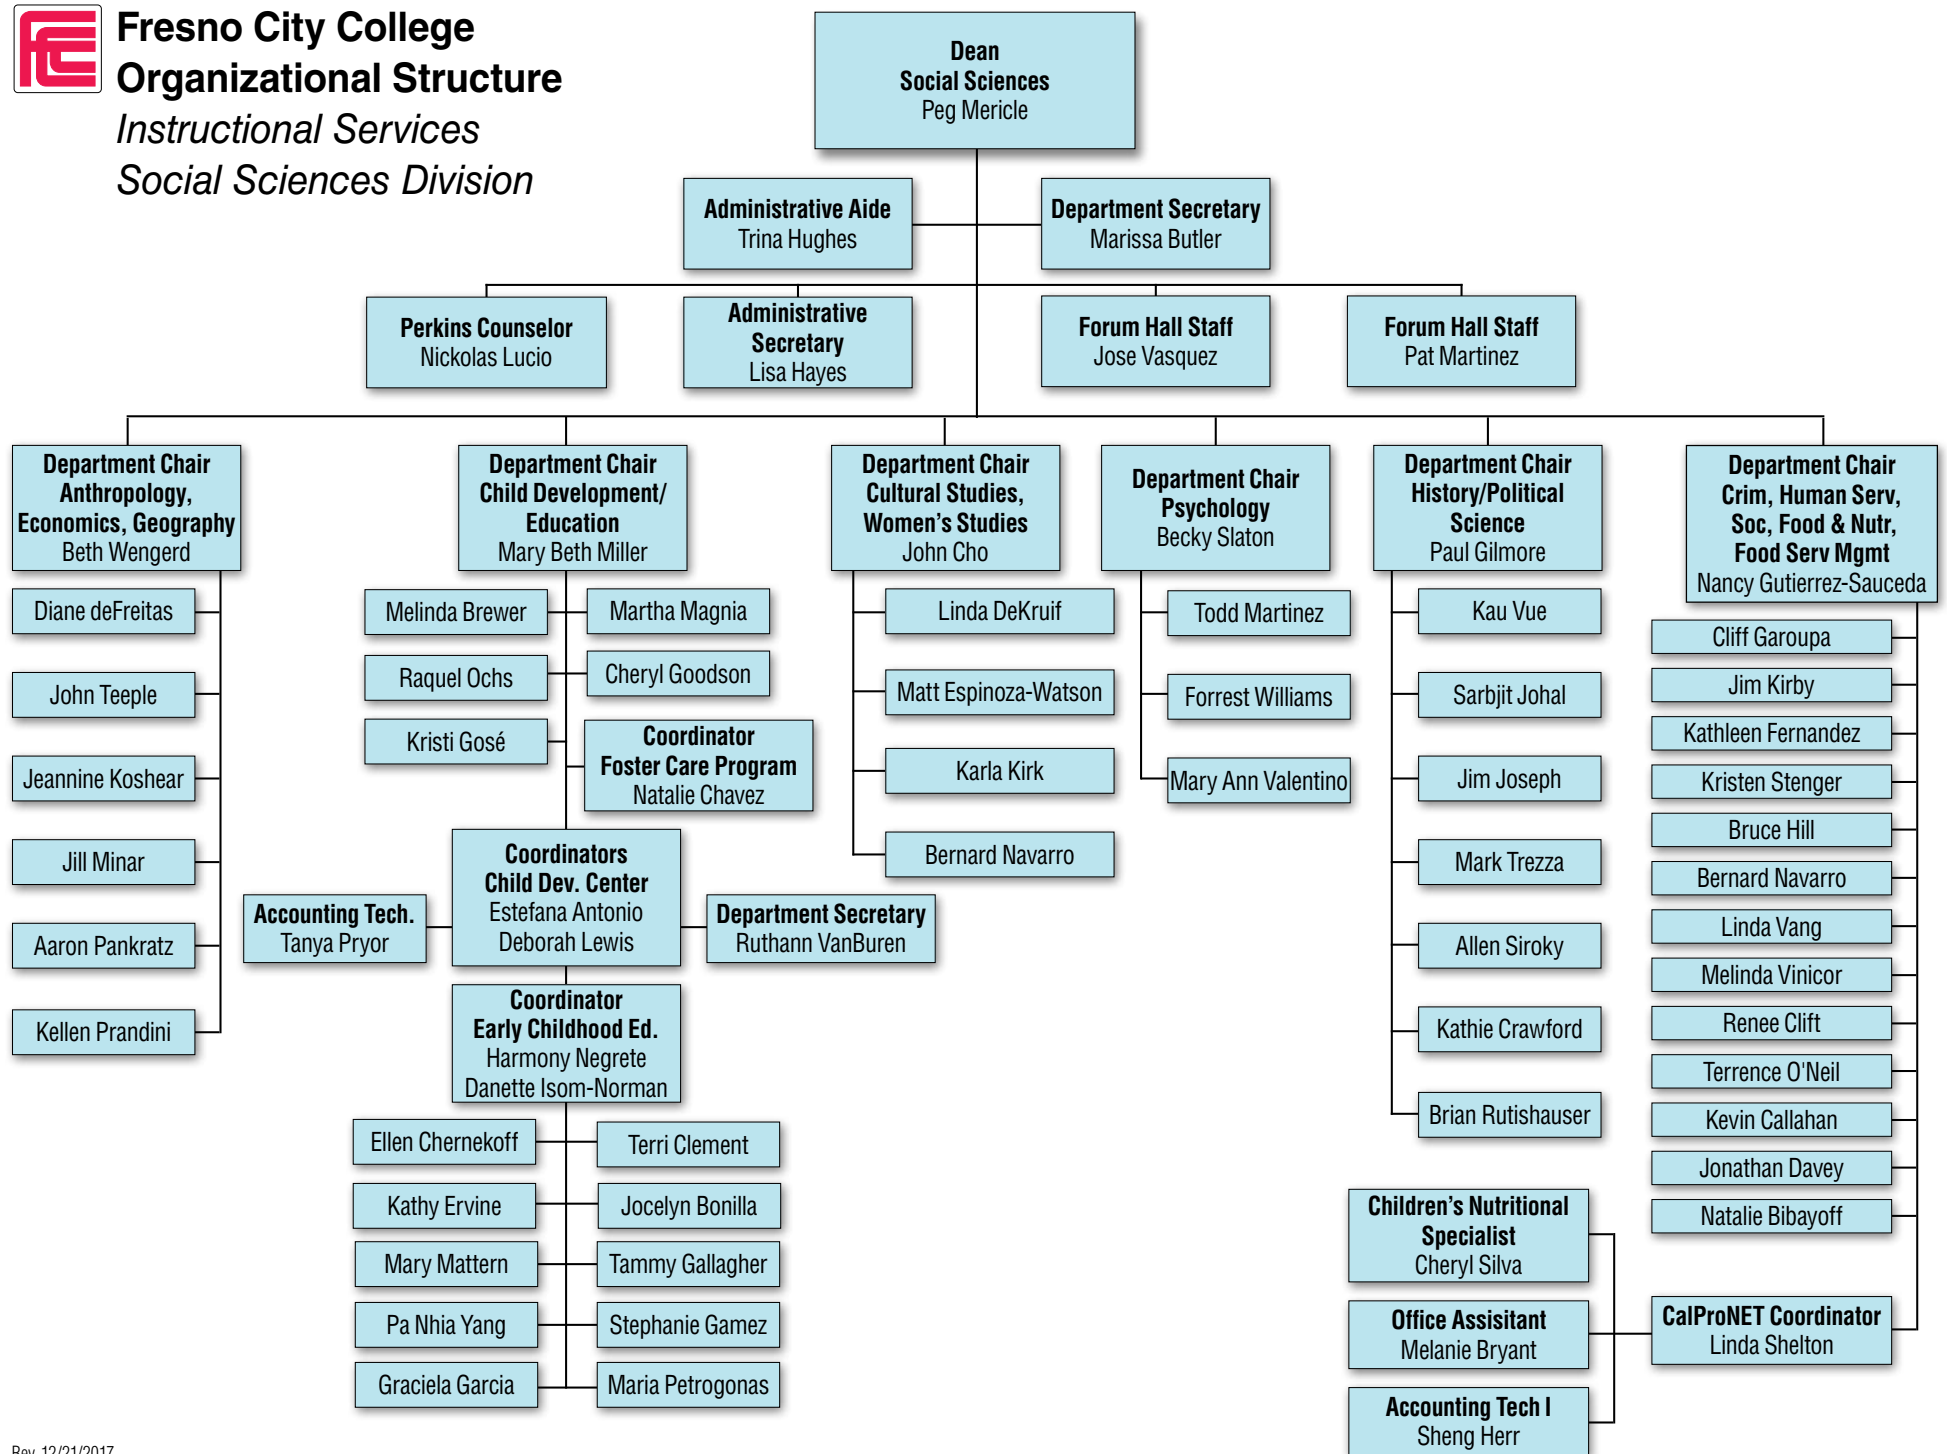 Fresno City College
Organizational Structure
Instructional Services
Social Sciences Division
Dean
Social Sciences
Peg Mericle
Administrative Aide
Trina Hughes
Department Secretary
Marissa Butler
Perkins Counselor
Nickolas Lucio
Administrative
Secretary
Lisa Hayes
Forum Hall Staff
Jose Vasquez
Forum Hall Staff
Pat Martinez
Department Chair
Anthropology,
Economics, Geography
Beth Wengerd
Diane deFreitas
John Teeple
Jeannine Koshear
Jill Minar
Aaron Pankratz
Kellen Prandini
Department Chair
Child Development/
Education
Mary Beth Miller
Melinda Brewer
Martha Magnia
Raquel Ochs
Cheryl Goodson
Kristi Gosé
Coordinator
Foster Care Program
Natalie Chavez
Coordinators
Child Dev. Center
Estefana Antonio
Deborah Lewis
Accounting Tech.
Tanya Pryor
Department Secretary
Ruthann VanBuren
Coordinator
Early Childhood Ed.
Harmony Negrete
Danette Isom-Norman
Ellen Chernekoff
Terri Clement
Kathy Ervine
Jocelyn Bonilla
Mary Mattern
Tammy Gallagher
Pa Nhia Yang
Stephanie Gamez
Graciela Garcia
Maria Petrogonas
Department Chair
Cultural Studies,
Women’s Studies
John Cho
Linda DeKruif
Matt Espinoza-Watson
Karla Kirk
Bernard Navarro
Department Chair
Psychology
Becky Slaton
Todd Martinez
Forrest Williams
Mary Ann Valentino
Department Chair
History/Political
Science
Paul Gilmore
Kau Vue
Sarbjit Johal
Jim Joseph
Mark Trezza
Allen Siroky
Kathie Crawford
Brian Rutishauser
Department Chair
Crim, Human Serv,
Soc, Food & Nutr,
Food Serv Mgmt
Nancy Gutierrez-Sauceda
Cliff Garoupa
Jim Kirby
Kathleen Fernandez
Kristen Stenger
Bruce Hill
Bernard Navarro
Linda Vang
Melinda Vinicor
Renee Clift
Terrence O'Neil
Kevin Callahan
Jonathan Davey
Natalie Bibayoff
CalProNET Coordinator
Linda Shelton
Children’s Nutritional
Specialist
Cheryl Silva
Office Assisitant
Melanie Bryant
Accounting Tech I
Sheng Herr
Rev. 12/21/2017